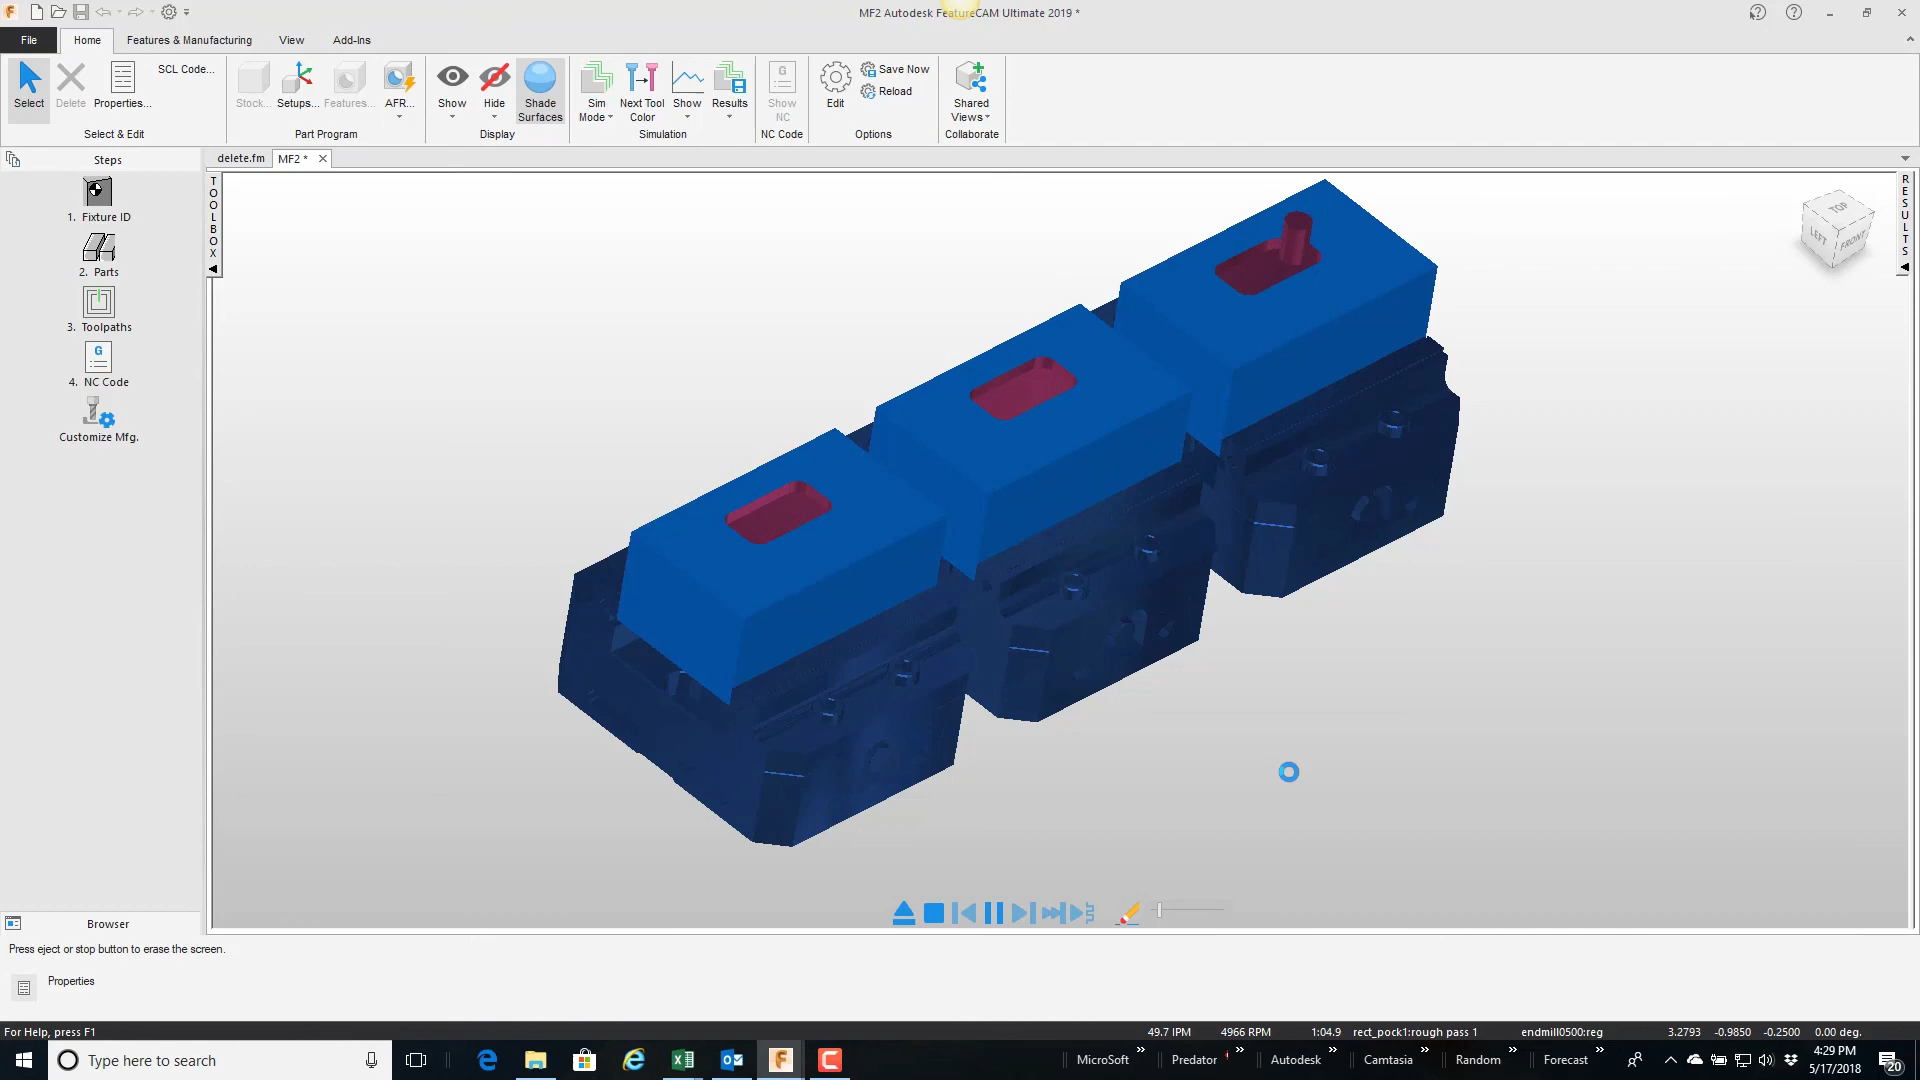 MF2 Autodesk FeatureCAM Ultimate 2019 *
File
Home
Features & Manufacturing
View
Add-Ins
Select
Delete
Properties...
SCL Code...
Select & Edit
Stock...
Setups...
Features...
AFR...
Part Program
Show
Hide
Shade
Surfaces
Display
Sim
Mode
Next Tool
Color
Show
Results
Simulation
G
Show
NC
NC Code
Edit
Save Now
Reload
Options
Shared
Views
Collaborate
Steps
delete.fm
MF2 *
TOOLBOX
RESULTS
TOP
LEFT
FRONT
1. Fixture ID
2. Parts
3. Toolpaths
G
4. NC Code
Customize Mfg.
Browser
Press eject or stop button to erase the screen.
Properties
For Help, press F1
49.7 IPM
4966 RPM
1:04.9
rect_pock1:rough pass 1
endmill0500:reg
3.2793
-0.9850
-0.2500
0.00 deg.
Type here to search
MicroSoft
Predator
Autodesk
Camtasia
Random
Forecast
4:29 PM
5/17/2018
20